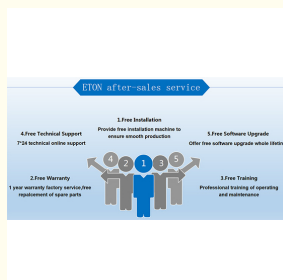 ETON after-sales service
1.Free Installation
Provide free installation machine to
ensure smooth production
4.Free Technical Support
7*24 technical online support
5.Free Software Upgrade
Offer free software upgrade whole lifetim
4 2 1 3 5
2.Free Warranty
1 year warranty factory service,free
repalcement of spare parts
3.Free Training
Professional training of operating
and maintenance